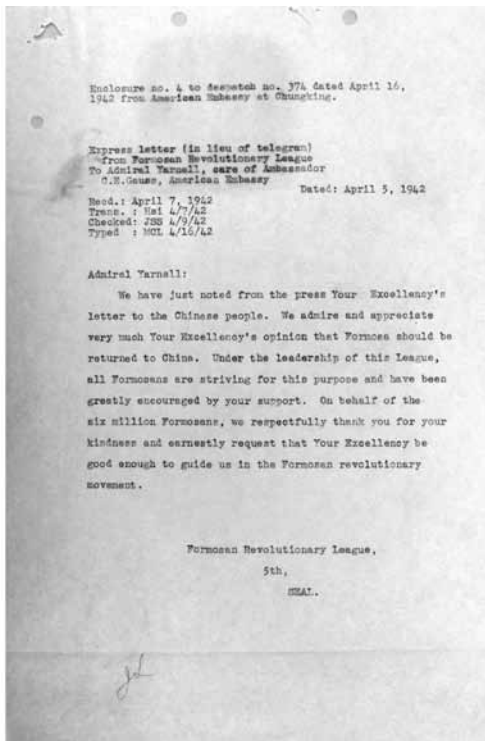 Enclosure no. 4 to despatch no. 374 dated April 16,
1942 from American Embassy at Chungking.
Express letter (in lieu of telegram)
from Formosan Revolutionary League
To Admiral Yarnell, care of Ambassador
C.E.Gauss, American Embassy
Dated: April 5, 1942
Recd.: April 7, 1942
Trans. : Hsi 4/7/42
Checked: JSS 4/9/42
Typed : MCL 4/16/42
Admiral Yarnell:
We have just noted from the press Your Excellency's
letter to the Chinese people. We admire and appreciate
very much Your Excellency's opinion that Formosa should be
returned to China. Under the leadership of this League,
all Formosans are striving for this purpose and have been
greatly encouraged by your support. On behalf of the
six million Formosans, we respectfully thank you for your
kindness and earnestly request that Your Excellency be
good enough to guide us in the Formosan revolutionary
movement.
Formosan Revolutionary League,
5th,
SEAL.